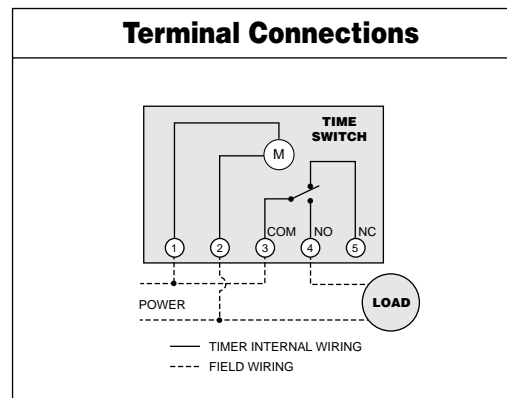 Terminal Connections
TIME
SWITCH
M
COM NO NC
1 2 3 4 5
POWER
LOAD
TIMER INTERNAL WIRING
FIELD WIRING